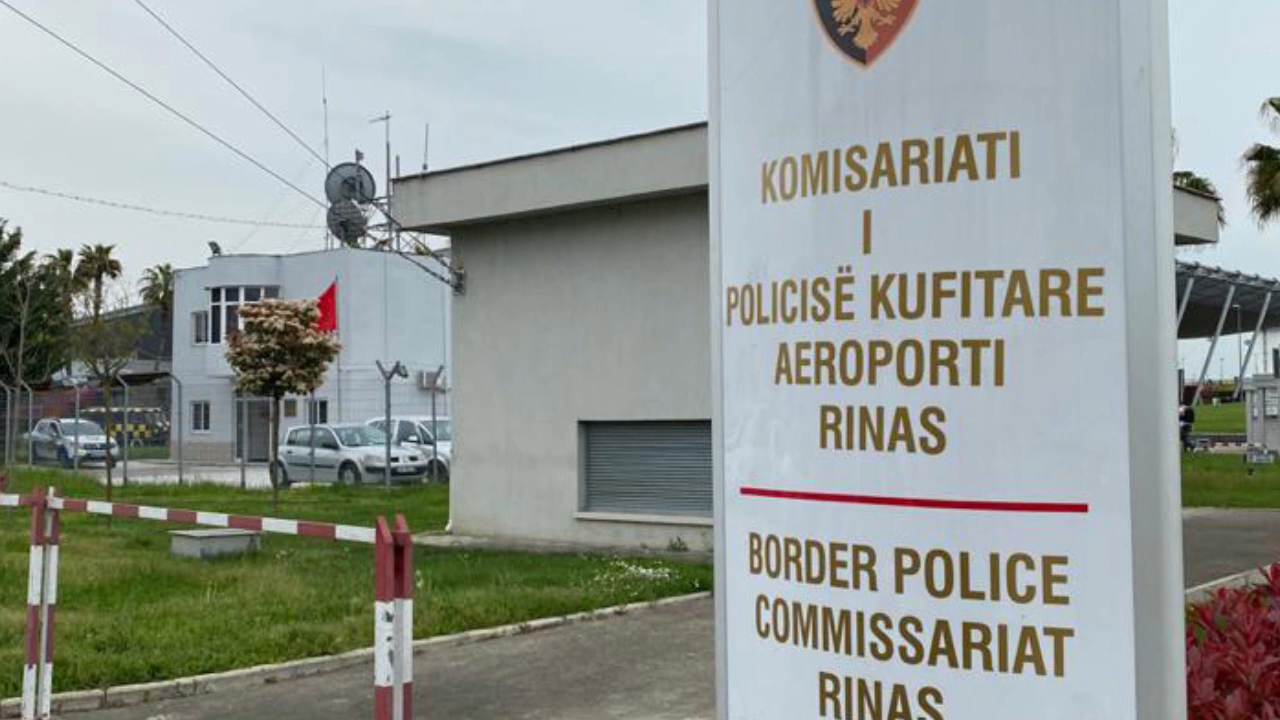 KOMISARIATI
I
POLICISË KUFITARE
AEROPORTI
RINAS
BORDER POLICE
COMMISSARIAT
RINAS